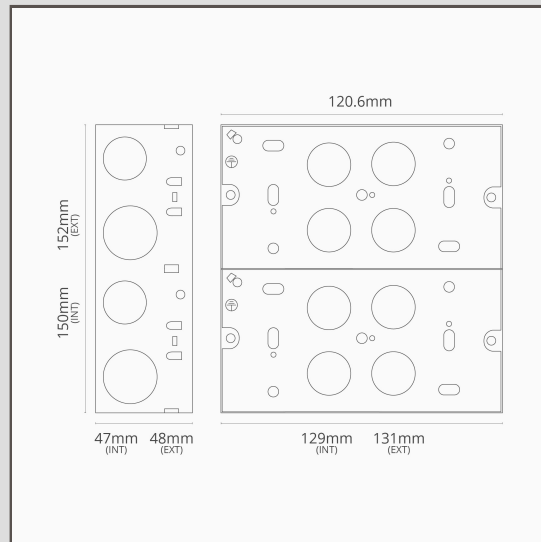 120.6mm
152mm
(EXT)
150mm
(INT)
47mm 48mm
(INT) (EXT)
129mm 131mm
(INT) (EXT)